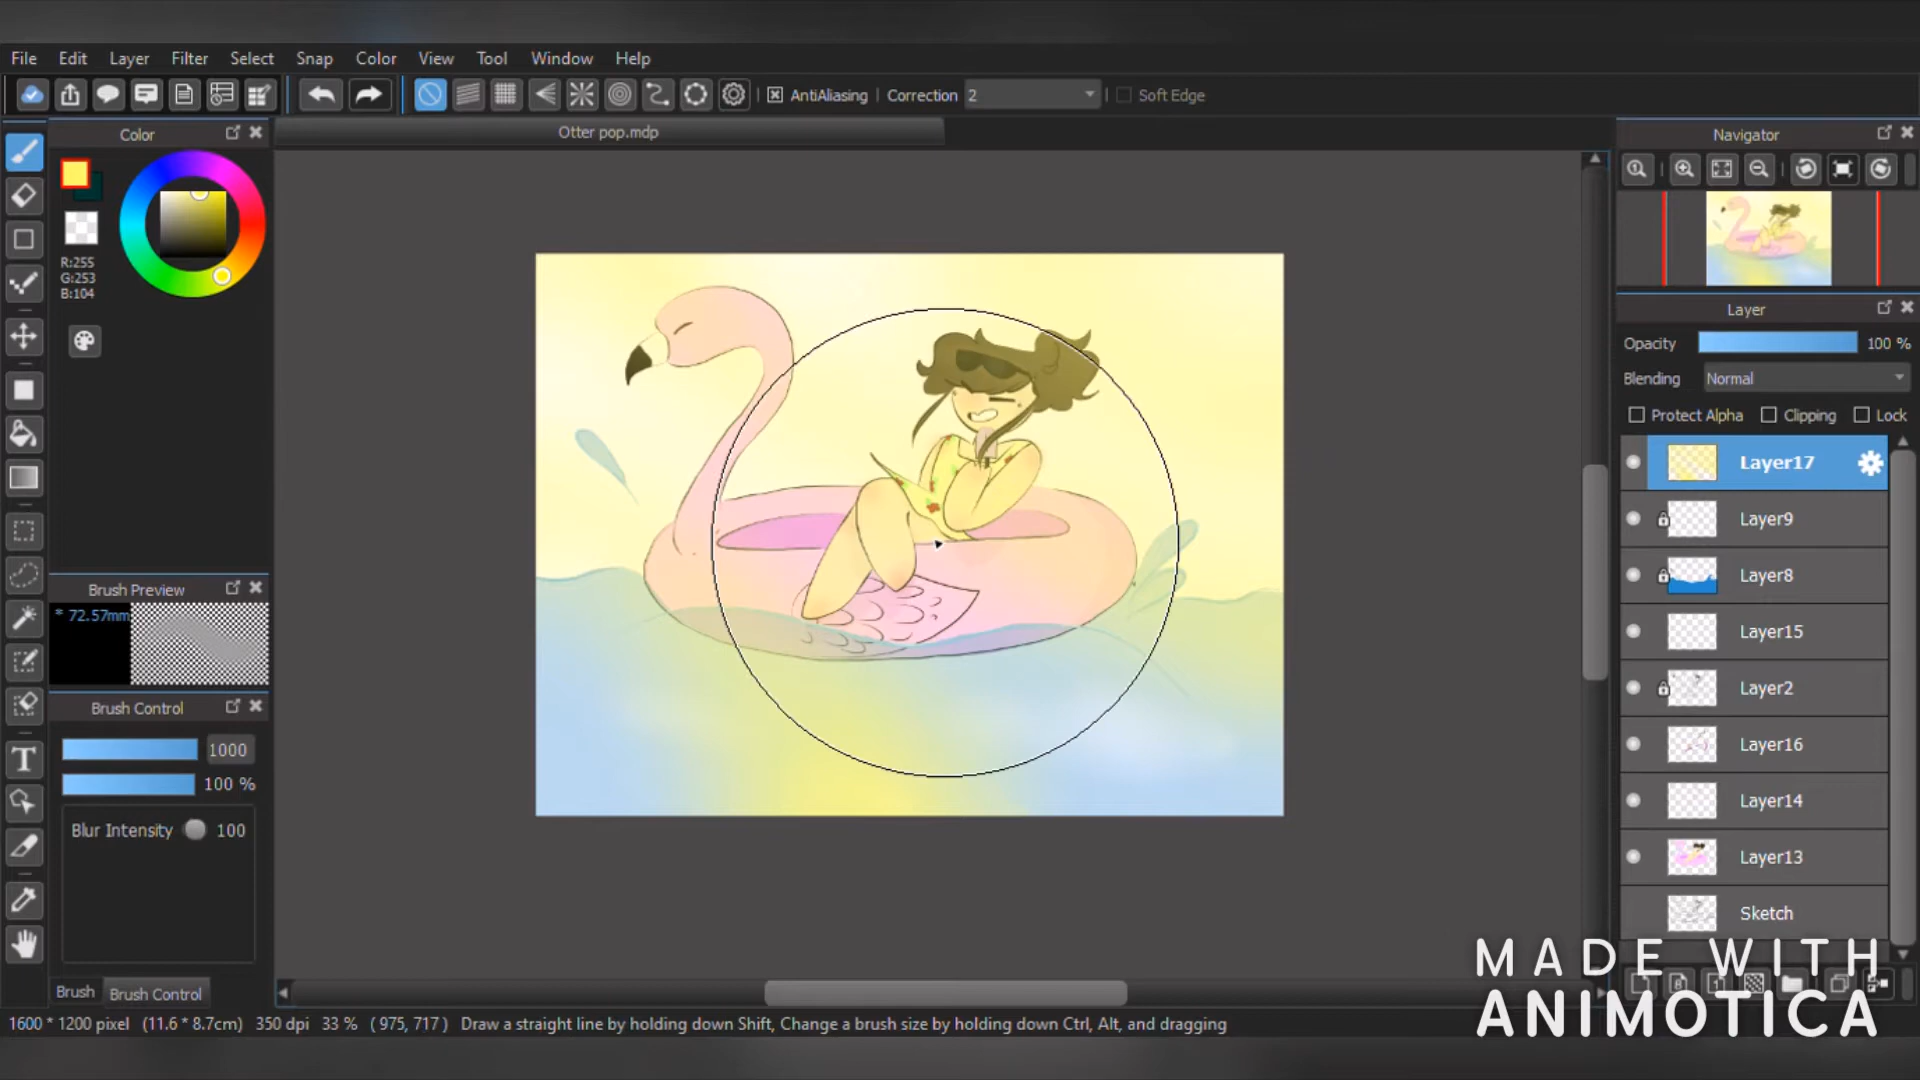 File Edit Layer Filter Select Snap Color View Tool Window Help
AntiAliasing Correction 2 Soft Edge
Color
Otter pop.mdp
Navigator
R:255
G:253
B:104
Layer
Opacity 100 %
Blending Normal
Protect Alpha Clipping Lock
Layer17
Layer9
Layer8
Layer15
Layer2
Layer16
Layer14
Layer13
Sketch
Brush Preview
* 72.57mm
Brush Control
1000
100 %
Blur Intensity 100
Brush Brush Control
1600 * 1200 pixel (11.6 * 8.7cm) 350 dpi 33 % ( 975, 717 ) Draw a straight line by holding down Shift, Change a brush size by holding down Ctrl, Alt, and dragging
MADE WITH
ANIMOTICA